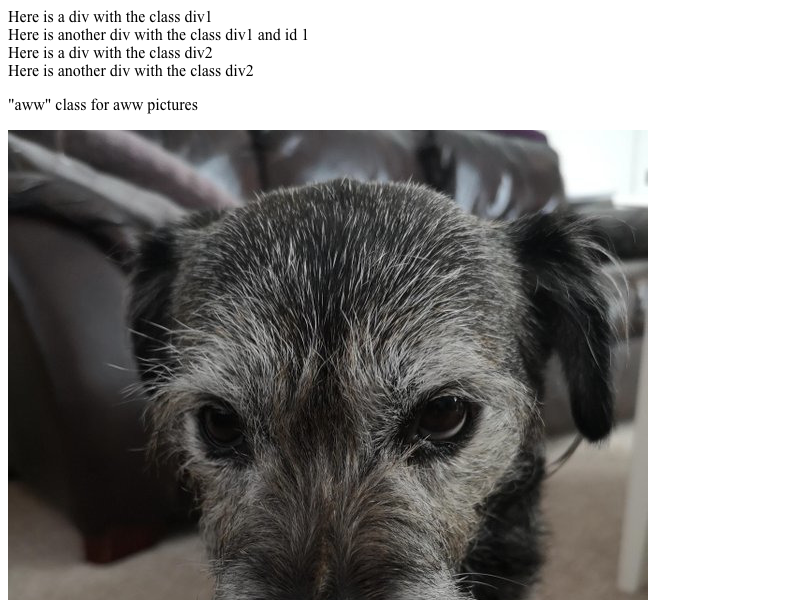 Here is a div with the class div1
Here is another div with the class div1 and id 1
Here is a div with the class div2
Here is another div with the class div2
"aww" class for aww pictures